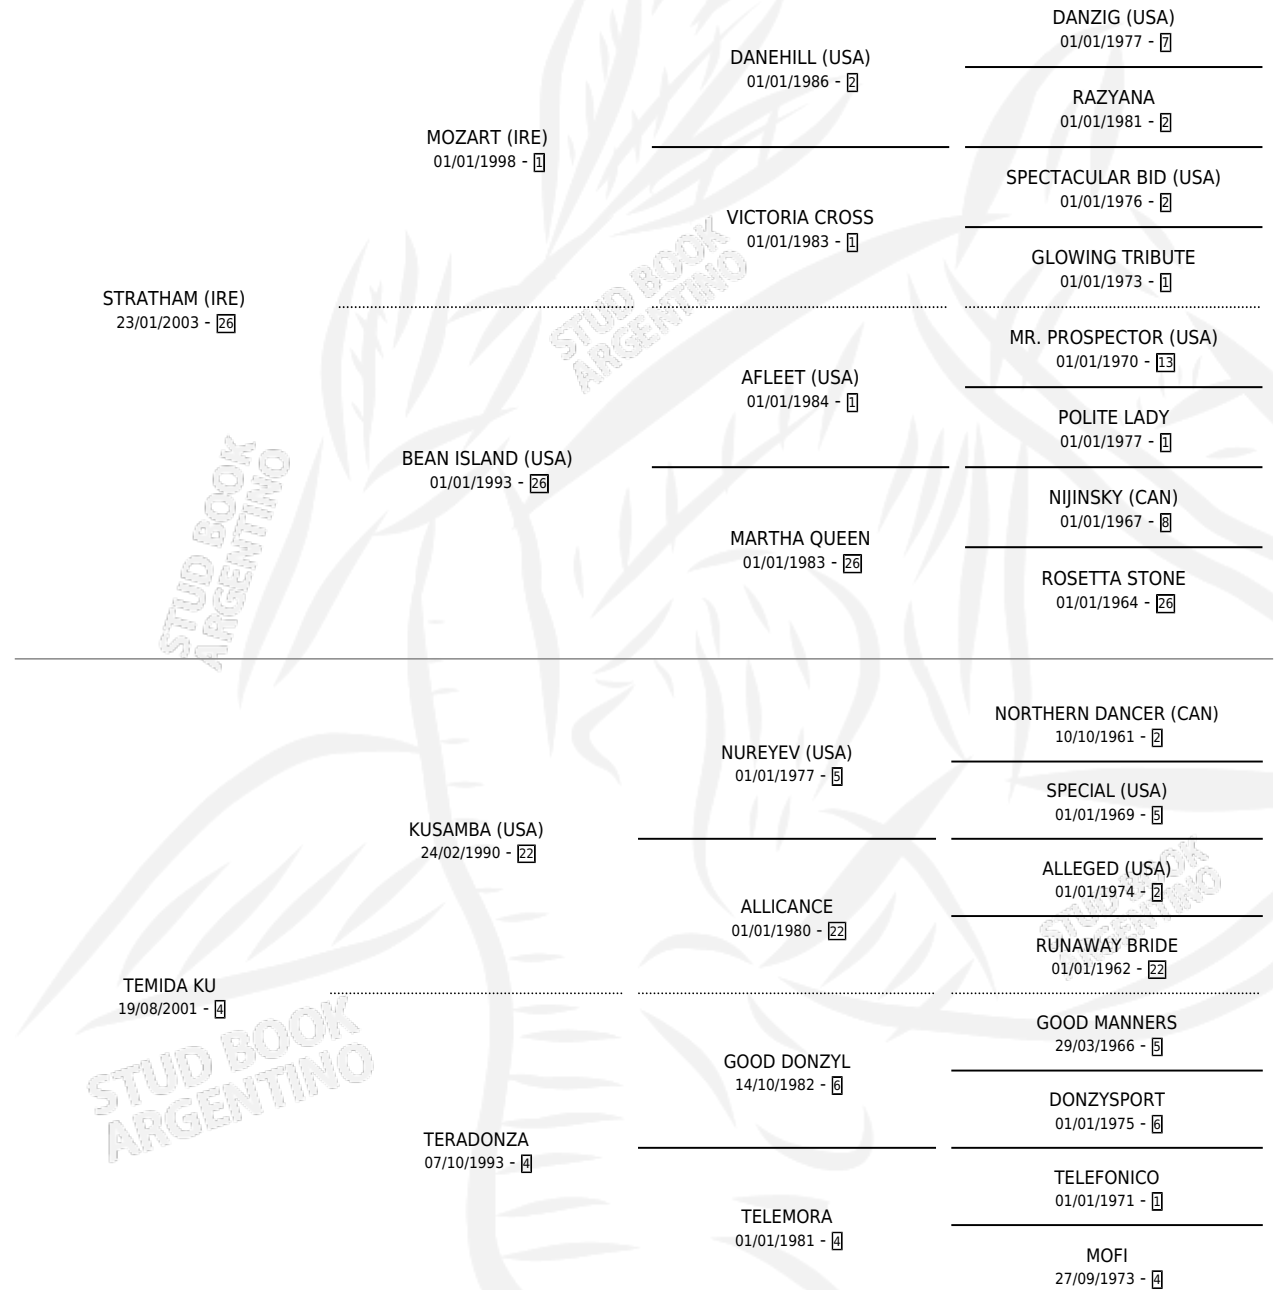 STRATHAM (IRE)
23/01/2003 - 26
MOZART (IRE)
01/01/1998 - 1
BEAN ISLAND (USA)
01/01/1993 - 26
DANEHILL (USA)
01/01/1986 - 2
VICTORIA CROSS
01/01/1983 - 1
AFLEET (USA)
01/01/1984 - 1
MARTHA QUEEN
01/01/1983 - 26
DANZIG (USA)
01/01/1977 - 7
RAZYANA
01/01/1981 - 2
SPECTACULAR BID (USA)
01/01/1976 - 2
GLOWING TRIBUTE
01/01/1973 - 1
MR. PROSPECTOR (USA)
01/01/1970 - 13
POLITE LADY
01/01/1977 - 1
NIJINSKY (CAN)
01/01/1967 - 8
ROSETTA STONE
01/01/1964 - 26
TEMIDA KU
19/08/2001 - 4
KUSAMBA (USA)
24/02/1990 - 22
TERADONZA
07/10/1993 - 4
NUREYEV (USA)
01/01/1977 - 5
ALLICANCE
01/01/1980 - 22
GOOD DONZYL
14/10/1982 - 6
TELEMORA
01/01/1981 - 4
NORTHERN DANCER (CAN)
10/10/1961 - 2
SPECIAL (USA)
01/01/1969 - 5
ALLEGED (USA)
01/01/1974 - 2
RUNAWAY BRIDE
01/01/1962 - 22
GOOD MANNERS
29/03/1966 - 5
DONZYSPORT
01/01/1975 - 6
TELEFONICO
01/01/1971 - 1
MOFI
27/09/1973 - 4
STUD BOOK
ARGENTINO
STUD BOOK
ARGENTINO
STUD BOOK
ARGENTINO
STUD BOOK
ARGENTINO